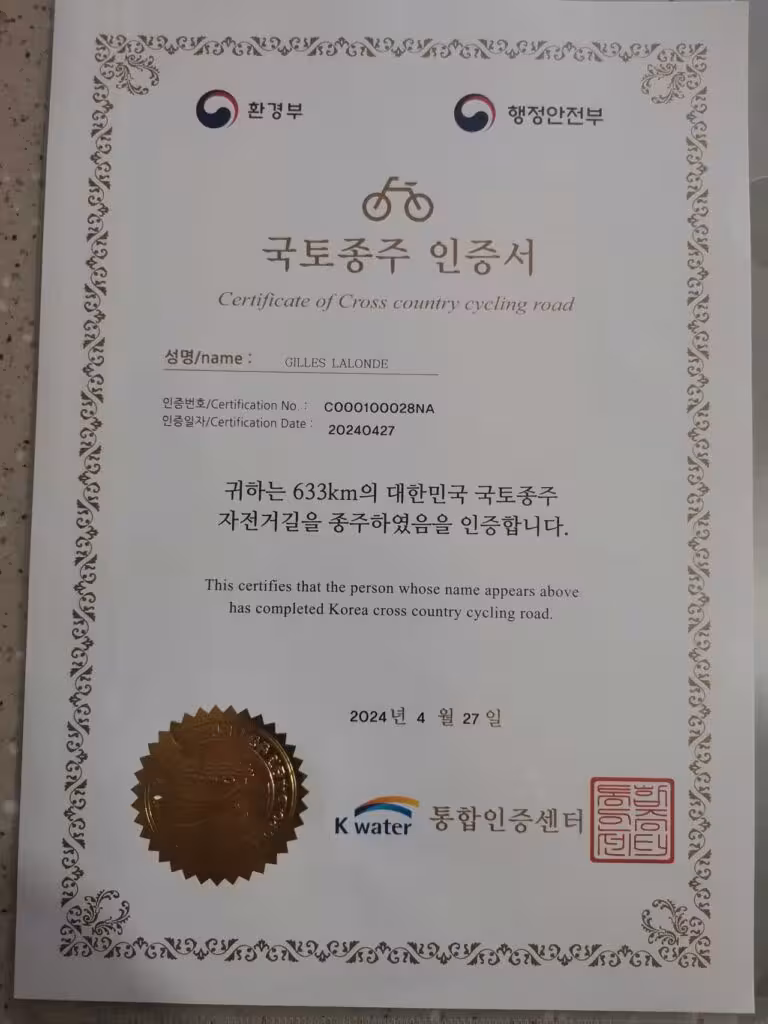 환경부
행정안전부
국토종주 인증서
Certificate of Cross country cycling road
성명/name : GILLES LALONDE
인증번호/Certification No. : C000100028NA
인증일자/Certification Date : 20240427
귀하는 633km의 대한민국 국토종주
자전거길을 종주하였음을 인증합니다.
This certifies that the person whose name appears above
has completed Korea cross country cycling road.
2024년 4 월 27 일
K water 통합인증센터